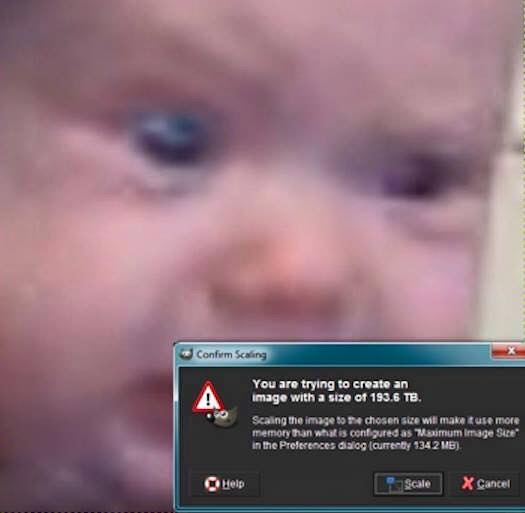 Confirm Scaling
You are trying to create an
image with a size of 193.6 TB.
Scaling the image to the chosen size will make it use more
memory than what is configured as "Maximum Image Size"
in the Preferences dialog (currently 134.2 MB).
Help
Scale
Cancel